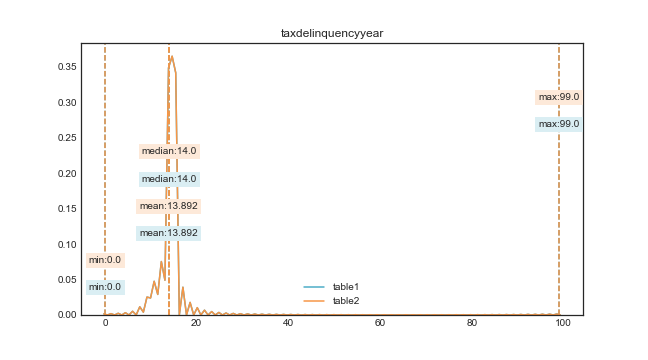 taxdelinquencyyear
0.35
0.30
0.25
0.20
0.15
0.10
0.05
0.00
max:99.0
max:99.0
median:14.0
median:14.0
mean:13.892
mean:13.892
min:0.0
min:0.0
table1
table2
0 20 40 60 80 100